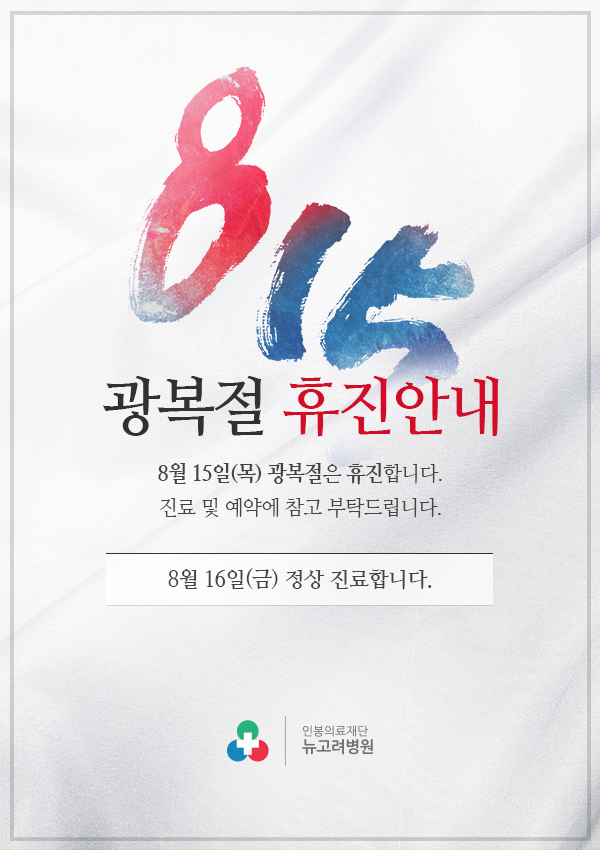 815
광복절 휴진안내
8월 15일(목) 광복절은 휴진합니다.
진료 및 예약에 참고 부탁드립니다.
8월 16일(금) 정상 진료합니다.
인봉의료재단
뉴고려병원